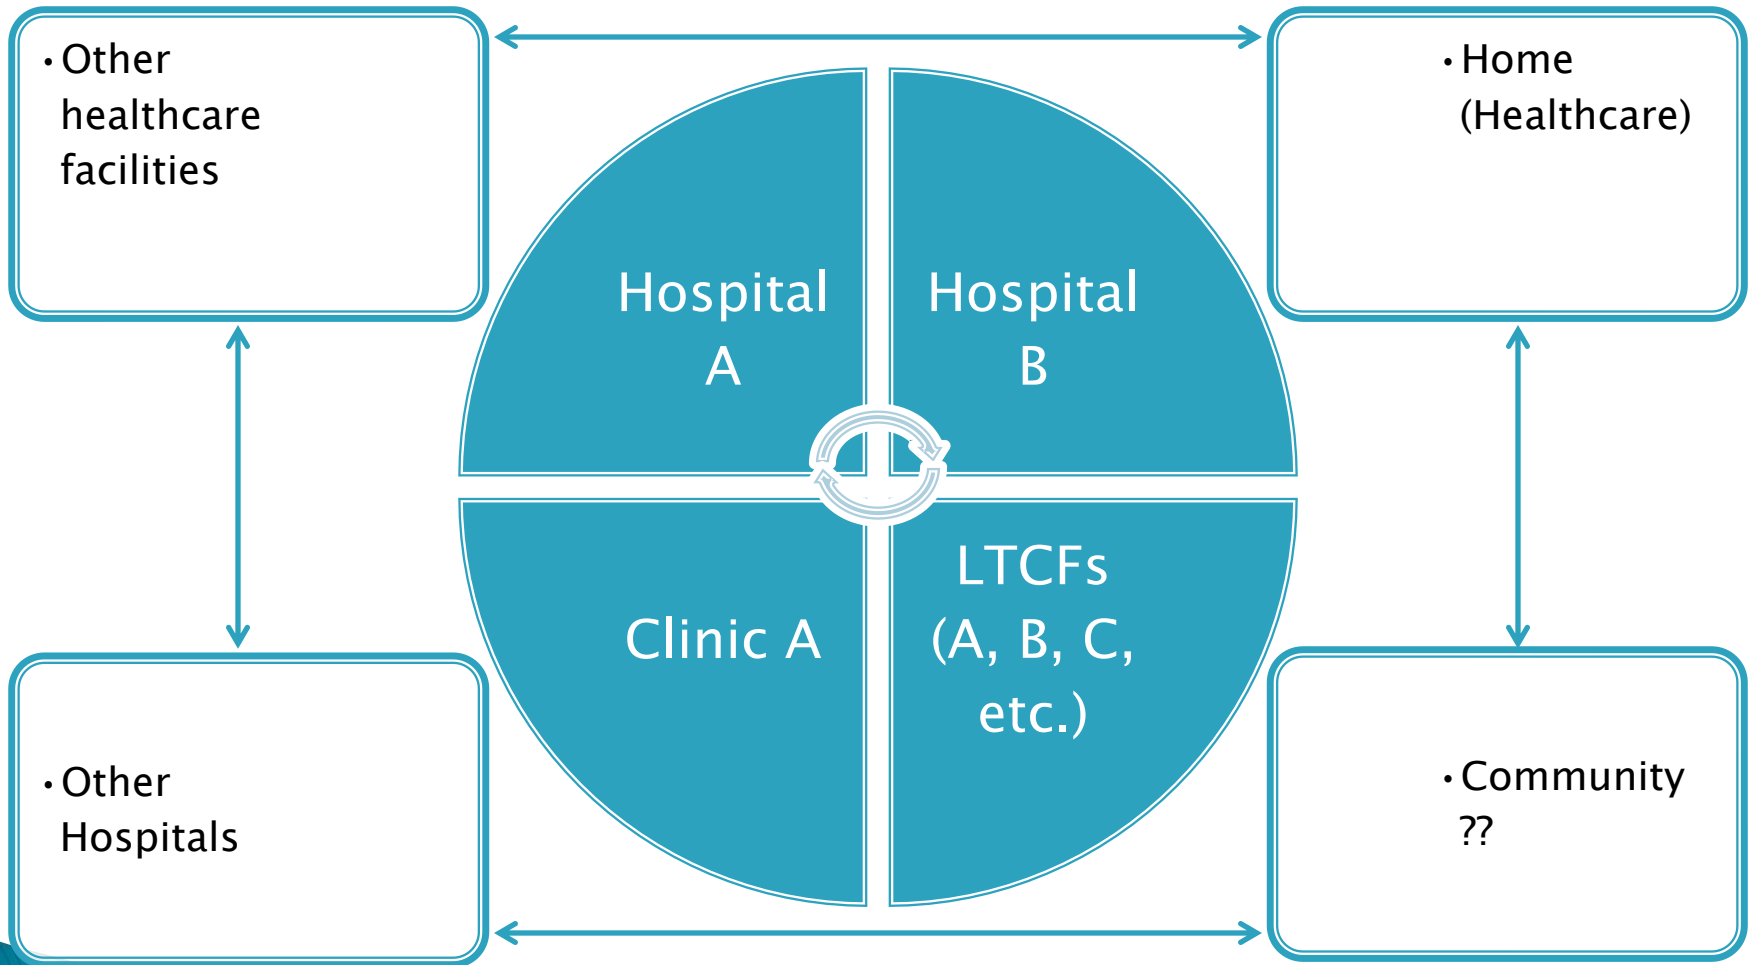 • Other
healthcare
facilities
• Home
(Healthcare)
Hospital
A
Hospital
B
Clinic A
LTCFs
(A, B, C,
etc.)
• Other
Hospitals
• Community
??